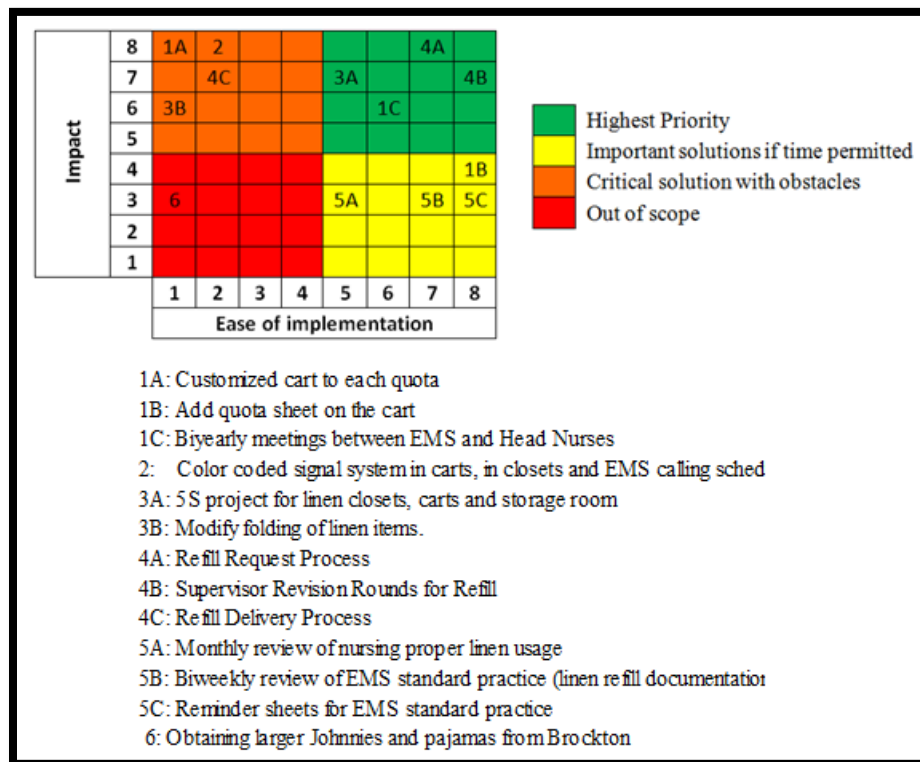 8 1A 2 4A
7 4C 3A 4B
Impact
6 3B 1C
5
4 1B
3 6 5A 5B 5C
2
1
1 2 3 4 5 6 7 8
Ease of implementation
Highest Priority
Important solutions if time permitted
Critical solution with obstacles
Out of scope
1A: Customized cart to each quota
1B: Add quota sheet on the cart
1C: Biyearly meetings between EMS and Head Nurses
2: Color coded signal system in carts, in closets and EMS calling sched
3A: 5S project for linen closets, carts and storage room
3B: Modify folding of linen items.
4A: Refill Request Process
4B: Supervisor Revision Rounds for Refill
4C: Refill Delivery Process
5A: Monthly review of nursing proper linen usage
5B: Biweekly review of EMS standard practice (linen refill documentation
5C: Reminder sheets for EMS standard practice
6: Obtaining larger Johnnies and pajamas from Brockton